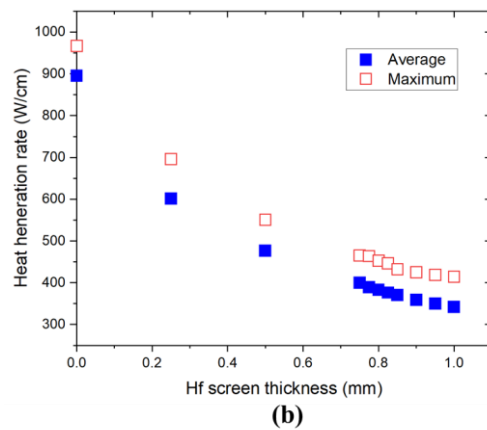 1000
900
800
700
600
500
400
300
Heat heneration rate (W/cm)
Average
Maximum
0.0 0.2 0.4 0.6 0.8 1.0
Hf screen thickness (mm)
(b)